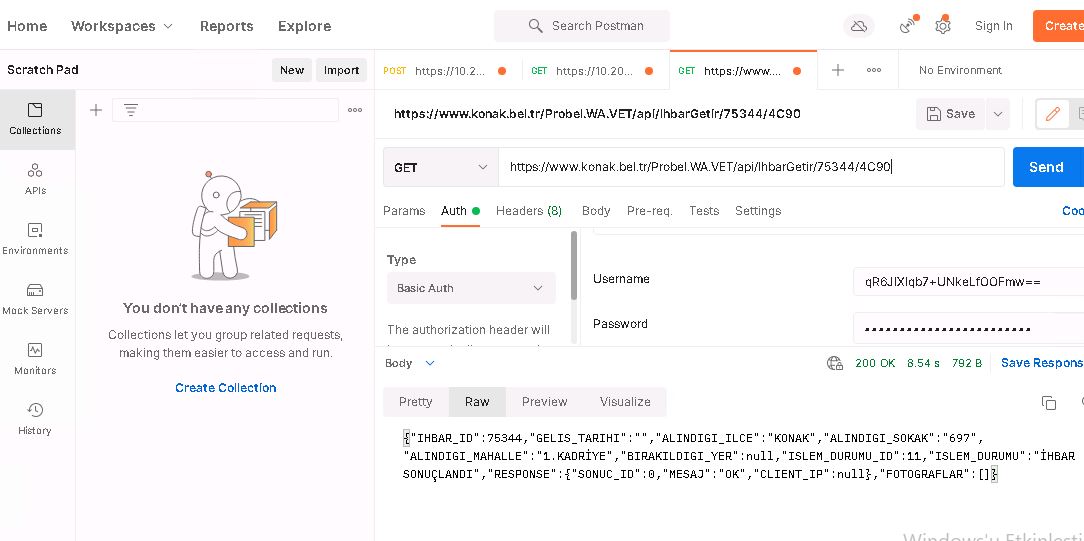 Home Workspaces Reports Explore Search Postman Sign In Create
Scratch Pad New Import POST https://10.2... GET https://10.20... GET https://www.... No Environment
https://www.konak.bel.tr/Probel.WA.VET/api/IhbarGetir/75344/4C90 Save
Collections
GET https://www.konak.bel.tr/Probel.WA.VET/api/IhbarGetir/75344/4C90 Send
APIs
Params Auth Headers (8) Body Pre-req. Tests Settings Coo
Environments
Type
Username qR6JIXIqb7+UNkeLfOOFmw==
Basic Auth
Mock Servers
You don't have any collections
Password
Collections let you group related requests,
making them easier to access and run.
The authorization header will
Monitors
Body 200 OK 8.54 s 792 B Save Respons
Create Collection
Pretty Raw Preview Visualize
History
{"IHBAR_ID":75344,"GELIS_TARIHI":"","ALINDIGI_ILCE":"KONAK","ALINDIGI_SOKAK":"697",
"ALINDIGI_MAHALLE":"1.KADRİYE","BIRAKILDIGI_YER":null,"ISLEM_DURUMU_ID":11,"ISLEM_DURUMU":"İHBAR
SONUÇLANDI","RESPONSE":{"SONUC_ID":0,"MESAJ":"OK","CLIENT_IP":null},"FOTOGRAFLAR":[]}
Windows'u Etkinleşti